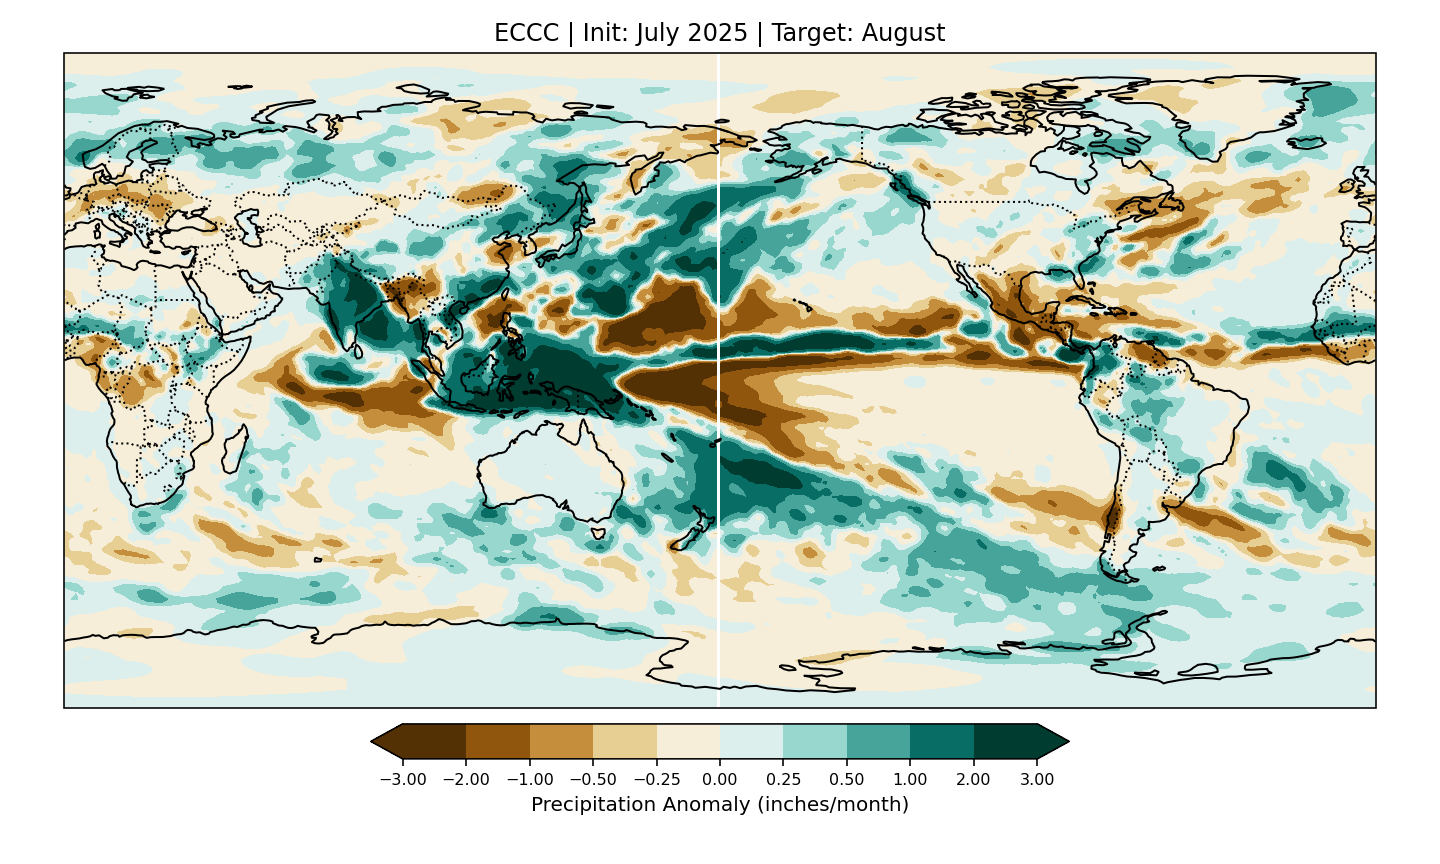 ECCC | Init: July 2025 | Target: August
−3.00 −2.00 −1.00 −0.50 −0.25 0.00 0.25 0.50 1.00 2.00 3.00
Precipitation Anomaly (inches/month)